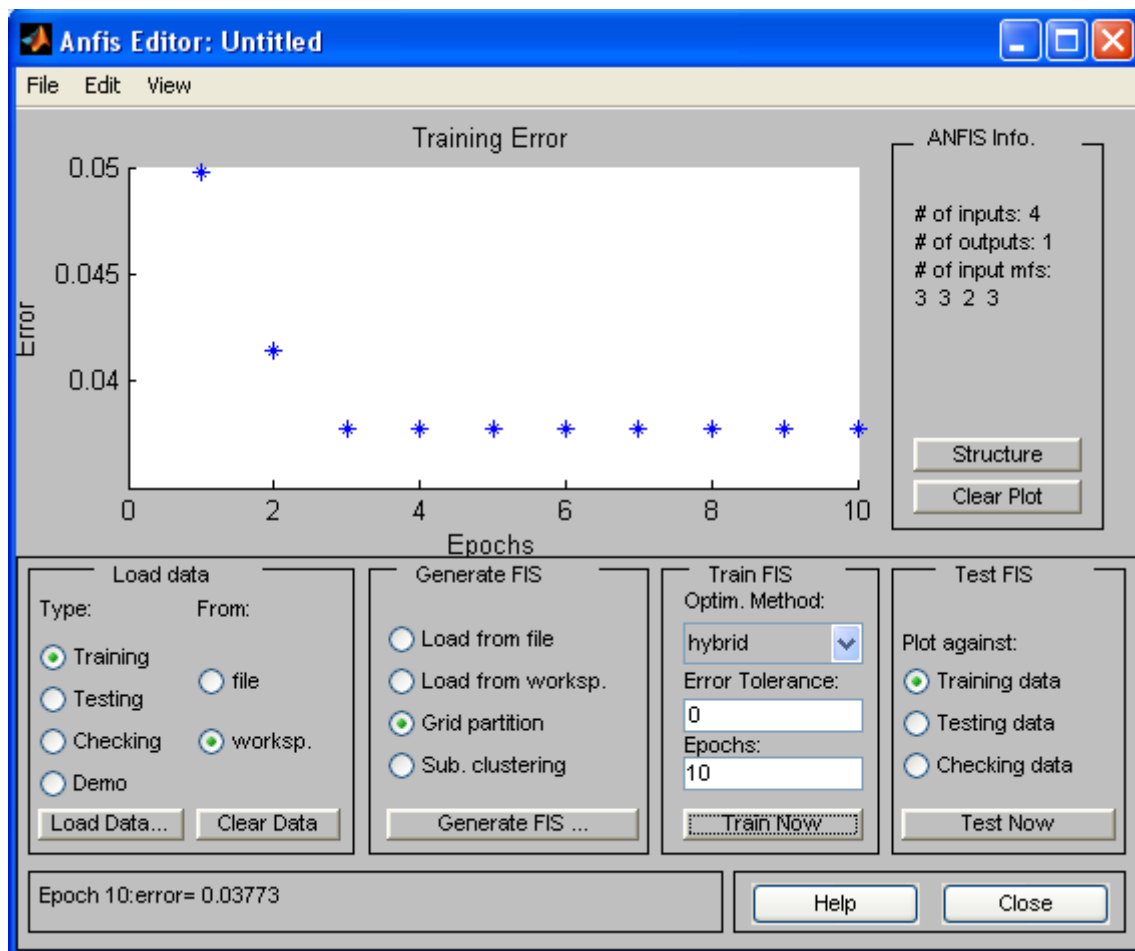 Anfis Editor: Untitled
File Edit View
Training Error
0.05
0.045
0.04
Error
0 2 4 6 8 10
Epochs
ANFIS Info.
# of inputs: 4
# of outputs: 1
# of input mfs:
3 3 2 3
Structure
Clear Plot
Load data
Type: From:
Training
file
Testing
Checking
worksp.
Demo
Load Data... Clear Data
Generate FIS
Load from file
Load from worksp.
Grid partition
Sub. clustering
Generate FIS ...
Train FIS
Optim. Method:
hybrid
Error Tolerance:
0
Epochs:
10
Train Now
Test FIS
Plot against:
Training data
Testing data
Checking data
Test Now
Epoch 10:error= 0.03773
Help Close